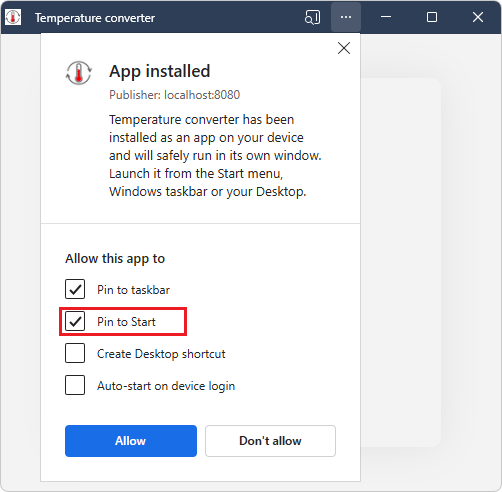 Temperature converter
App installed
Publisher: localhost:8080
Temperature converter has been
installed as an app on your device
and will safely run in its own window.
Launch it from the Start menu,
Windows taskbar or your Desktop.
Allow this app to
Pin to taskbar
Pin to Start
Create Desktop shortcut
Auto-start on device login
Allow
Don't allow